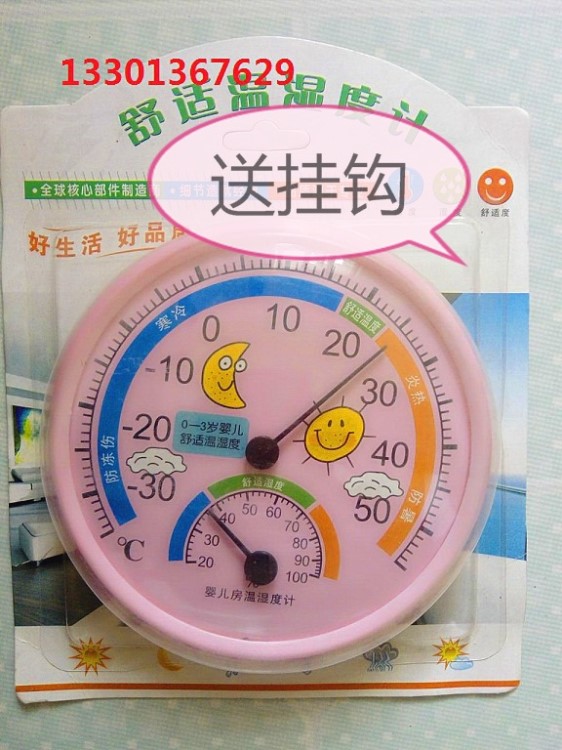 13301367629
舒适温湿度计
送挂钩
·全球核心部件制造商
舒适度
好生活 好品质
寒冷
舒适温度
炎热
防冻伤
防暑
-30
-20
-10
0
10
20
30
40
50
℃
0—3岁婴儿
舒适温湿度
舒适湿度
20
30
40
50
60
70
80
90
100
%
婴儿房温湿度计